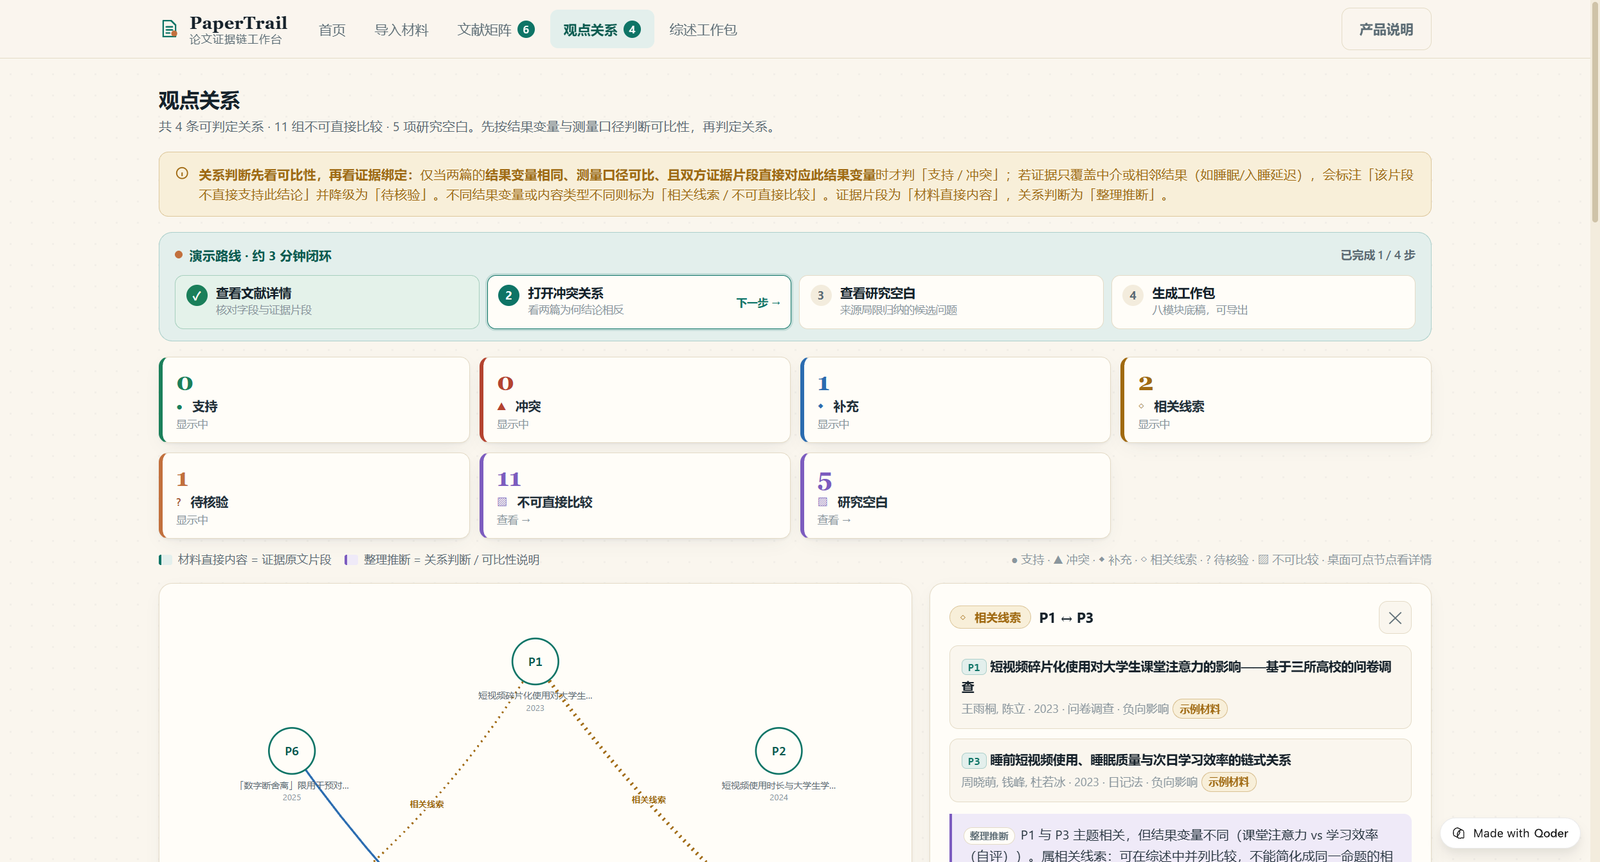 PaperTrail
论文证据链工作台
首页
导入材料
文献矩阵 6
观点关系 4
综述工作包
产品说明
观点关系
共 4 条可判定关系 · 11 组不可直接比较 · 5 项研究空白。先按结果变量与测量口径判断可比性，再判定关系。
关系判断先看可比性，再看证据绑定：仅当两篇的结果变量相同、测量口径可比、且双方证据片段直接对应此结果变量时才判「支持 / 冲突」；若证据只覆盖中介或相邻结果（如睡眠/入睡延迟），会标注「该片段
不直接支持此结论」并降级为「待核验」。不同结果变量或内容类型不同则标为「相关线索 / 不可直接比较」。证据片段为「材料直接内容」，关系判断为「整理推断」。
演示路线 · 约 3 分钟闭环
已完成 1 / 4 步
✓ 查看文献详情
核对字段与证据片段
2 打开冲突关系
看两篇为何结论相反
下一步 →
3 查看研究空白
来源局限归纳的候选问题
4 生成工作包
八模块底稿，可导出
0
● 支持
显示中
0
▲ 冲突
显示中
1
◆ 补充
显示中
2
◇ 相关线索
显示中
1
? 待核验
显示中
11
▨ 不可直接比较
查看 →
5
▨ 研究空白
查看 →
材料直接内容 = 证据原文片段
整理推断 = 关系判断 / 可比性说明
● 支持 · ▲ 冲突 · ◆ 补充 · ◇ 相关线索 · ? 待核验 · ▨ 不可比较 · 桌面可点节点看详情
P1
短视频碎片化使用对大学生...
2023
P6
「数字断舍离」限用干预对...
2025
P2
短视频使用时长与大学生学...
2024
相关线索
相关线索
◇ 相关线索 P1 ↔ P3
P1 短视频碎片化使用对大学生课堂注意力的影响——基于三所高校的问卷调
查
王雨桐, 陈立 · 2023 · 问卷调查 · 负向影响 示例材料
P3 睡前短视频使用、睡眠质量与次日学习效率的链式关系
周晓萌, 钱峰, 杜若冰 · 2023 · 日记法 · 负向影响 示例材料
整理推断 P1 与 P3 主题相关，但结果变量不同（课堂注意力 vs 学习效率
（自评））。属相关线索：可在综述中并列比较，不能简化成同一命题的相
Made with Qoder